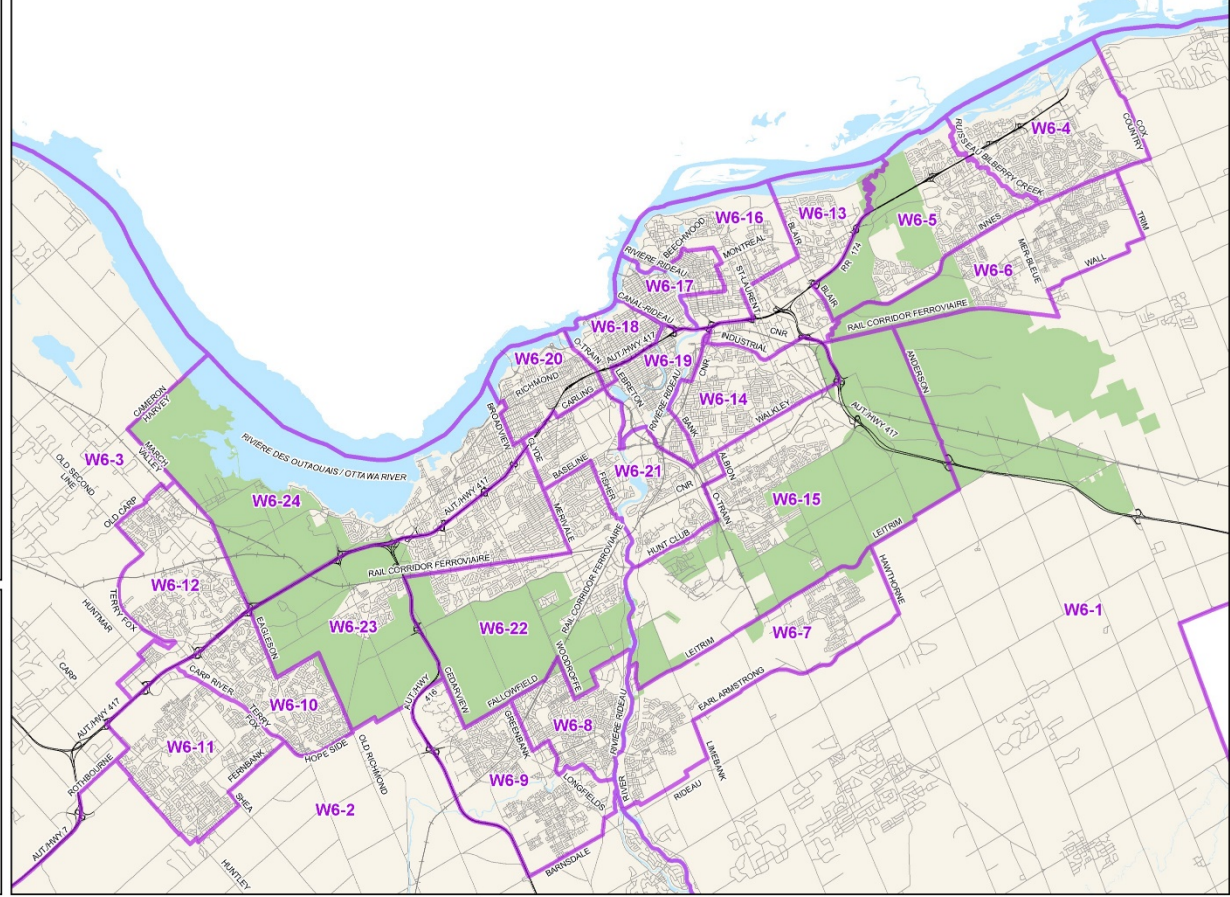 W6-4
COX
COUNTRY
RUISSEAU BILBERRY CREEK
W6-16
W6-13
W6-5
INNES
TRIM
BEECHWOOD
MONTREAL
BLAIR
RR 174
MER-BLEUE
WALL
W6-6
RIVIÈRE RIDEAU
W6-17
ST-LAURENT
BLAIR
CANAL-RIDEAU
RAIL CORRIDOR FERROVIAIRE
W6-18
O-TRAIN
AUT./HWY 417
INDUSTRIAL
CNR
W6-20
W6-19
CNR
ANDERSON
RICHMOND
CARLING
LEBRETON
RIVIÈRE RIDEAU
W6-14
WALKLEY
CAMERON
HARVEY
BROADVIEW
BANK
AUT./HWY 417
MARCH
VALLEY
RIVIÈRE DES OUTAOUAIS / OTTAWA RIVER
CLYDE
W6-3
OLD SECOND
LINE
BASELINE
FISHER
W6-21
ALBION
CNR
W6-24
AUT./HWY 417
MERIVALE
O-TRAIN
W6-15
OLD CARP
HUNT CLUB
LEITRIM
RAIL CORRIDOR FERROVIAIRE
RAIL CORRIDOR FERROVIAIRE
W6-12
HAWTHORNE
HUNTMAR
TERRY FOX
EAGLESON
W6-23
W6-22
W6-7
W6-1
LEITRIM
WOODROFFE
CARP
CARP RIVER
CEDARVIEW
FALLOWFIELD
EARL ARMSTRONG
AUT./HWY
416
W6-10
TERRY
FOX
GREENBANK
W6-8
RIVIÈRE RIDEAU
AUT./HWY 417
W6-11
HOPE SIDE
OLD RICHMOND
LIMEBANK
FERNBANK
ROTHBOURNE
W6-9
LONGFIELDS
RIVER
RIDEAU
SHEA
W6-2
AUT./HWY 7
HUNTLEY
BARNSDALE